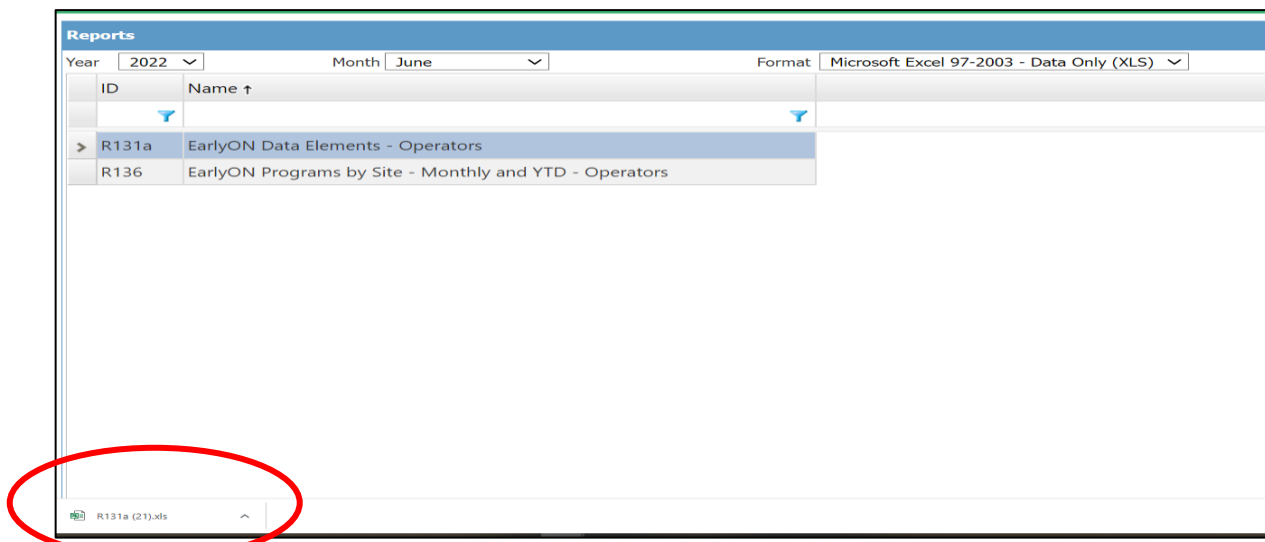 Reports
Year 2022 Month June Format Microsoft Excel 97-2003 - Data Only (XLS)
ID Name ↑
R131a EarlyON Data Elements - Operators
R136 EarlyON Programs by Site - Monthly and YTD - Operators
R131a (21).xls